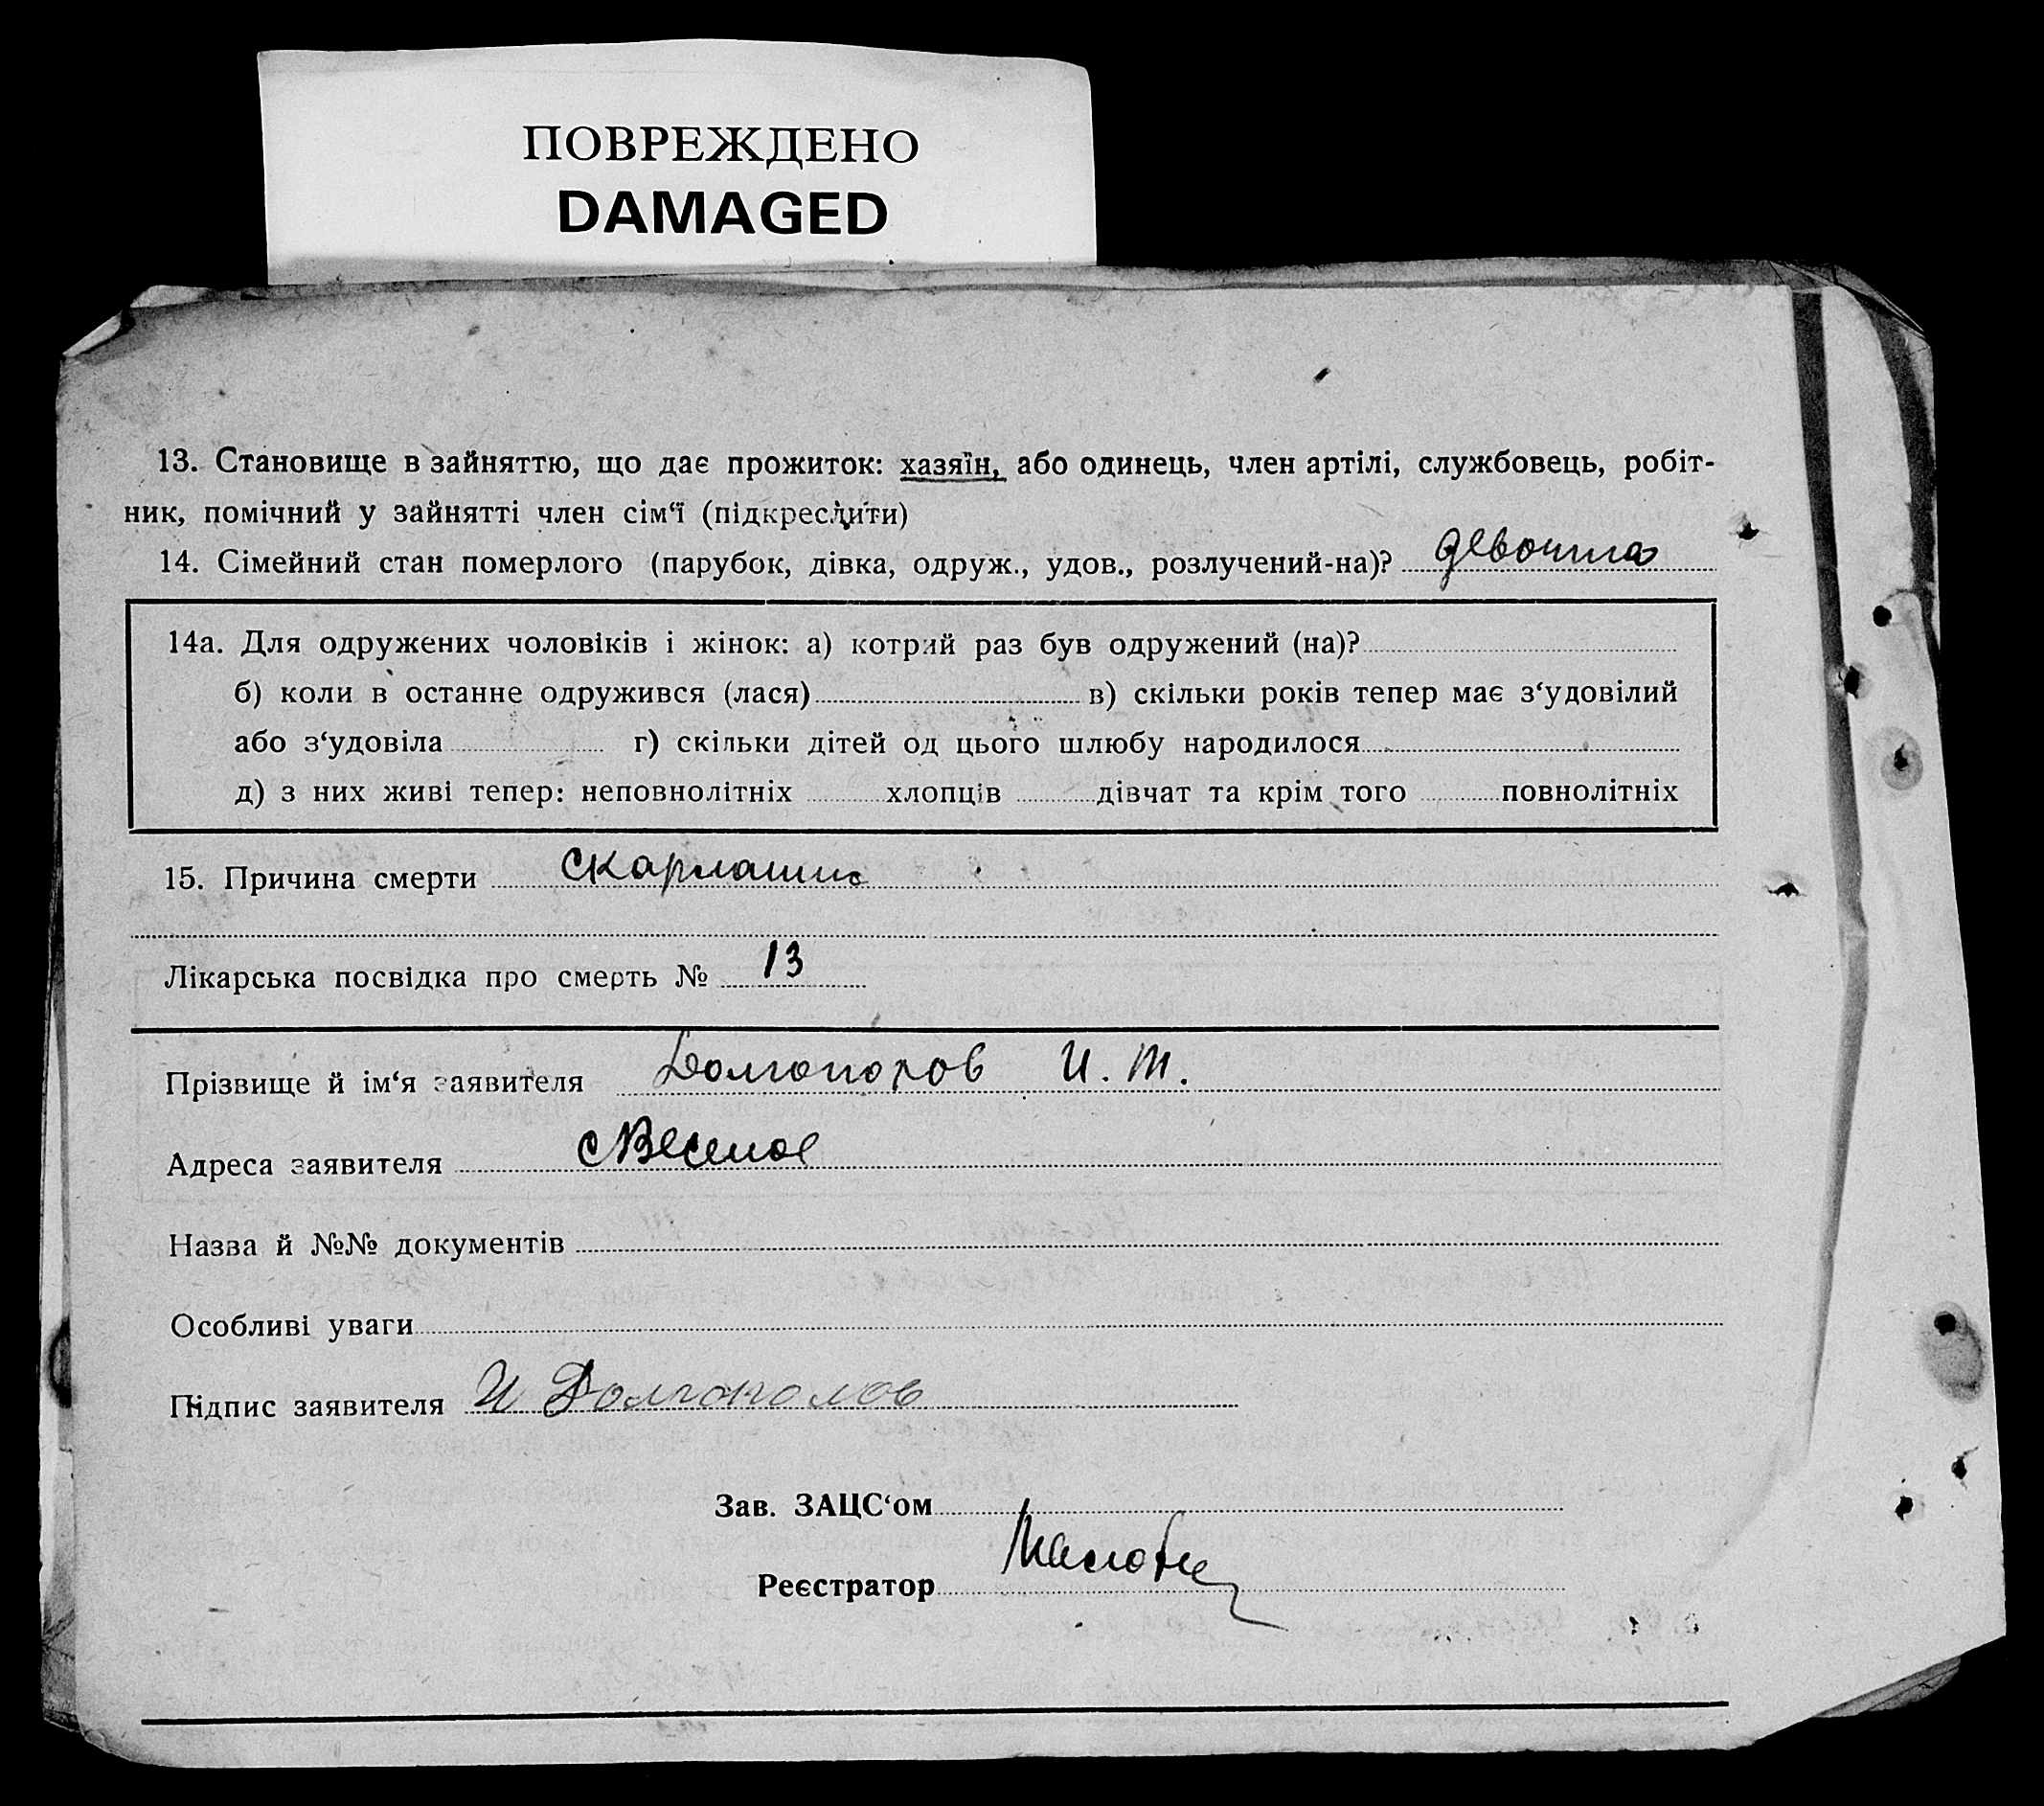 ПОВРЕЖДЕНО
DAMAGED
13. Становище в зайняттю, що дає прожиток: хазяїн, або одинець, член артілі, службовець, робіт-
ник, помічний у зайнятті член сім‘ї (підкреслити)
14. Сімейний стан померлого (парубок, дівка, одруж., удов., розлучений-на)? девочка
14а. Для одружених чоловіків і жінок: а) котрий раз був одружений (на)?
б) коли в останне одружився (лася) в) скільки років тепер має з‘удовілий
або з‘удовіла г) скільки дітей од цього шлюбу народилося
д) з них живі тепер: неповнолітніх хлопців дівчат та крім того повнолітніх
15. Причина смерти скарлатина
Лікарська посвідка про смерть № 13
Прізвище й ім‘я заявителя Долгополов И. Т.
Адреса заявителя с Веселое
Назва й №№ документів
Особливі уваги
Підпис заявителя И Долгополов
Зав. ЗАЦС‘ом
Реєстратор